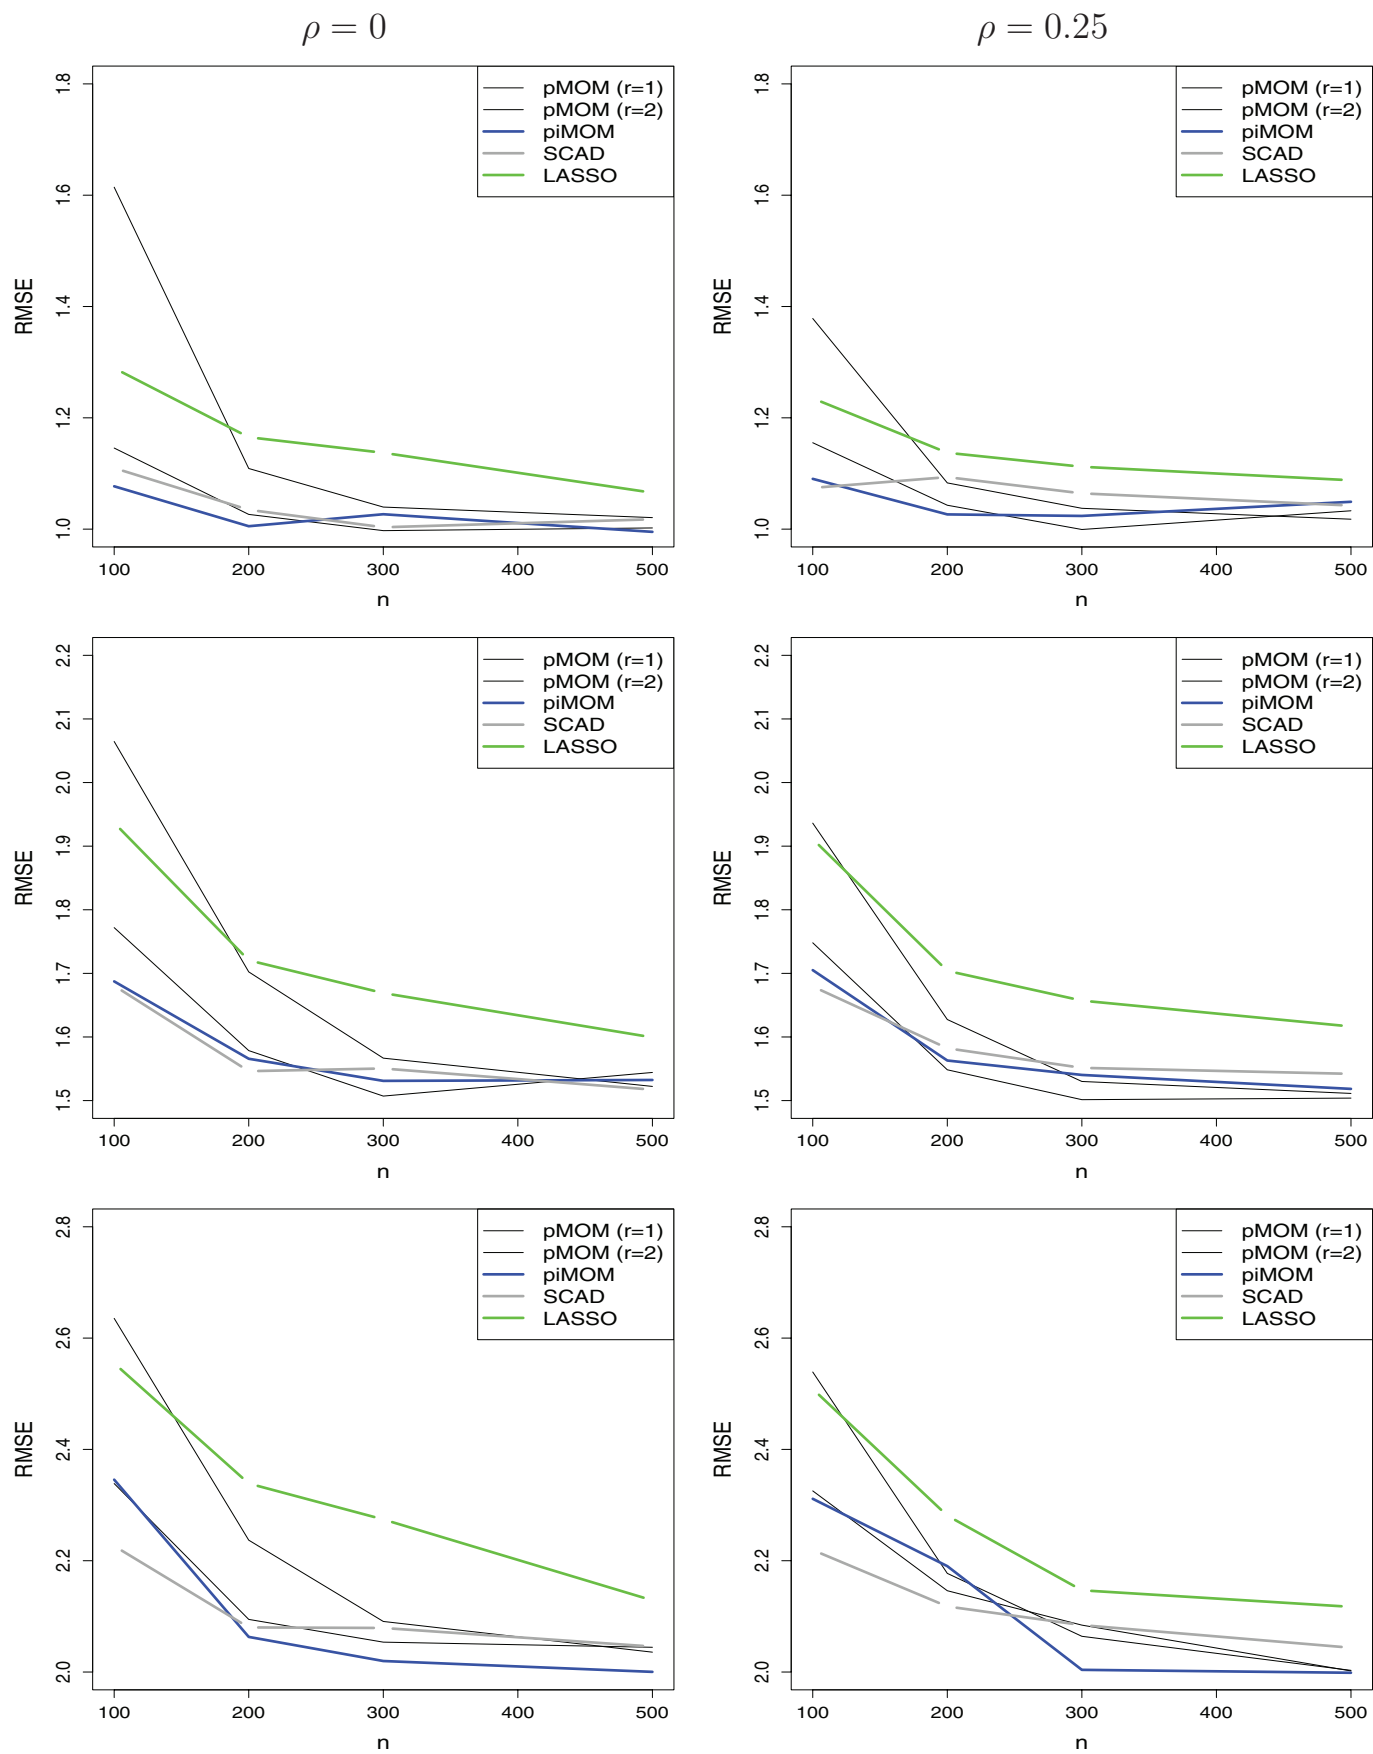 ρ = 0
ρ = 0.25
pMOM (r=1)
pMOM (r=2)
piMOM
SCAD
LASSO
RMSE
1.8
1.6
1.4
1.2
1.0
100 200 300 400 500
n
pMOM (r=1)
pMOM (r=2)
piMOM
SCAD
LASSO
RMSE
1.8
1.6
1.4
1.2
1.0
100 200 300 400 500
n
pMOM (r=1)
pMOM (r=2)
piMOM
SCAD
LASSO
RMSE
2.2
2.1
2.0
1.9
1.8
1.7
1.6
1.5
100 200 300 400 500
n
pMOM (r=1)
pMOM (r=2)
piMOM
SCAD
LASSO
RMSE
2.2
2.1
2.0
1.9
1.8
1.7
1.6
1.5
100 200 300 400 500
n
pMOM (r=1)
pMOM (r=2)
piMOM
SCAD
LASSO
RMSE
2.8
2.6
2.4
2.2
2.0
100 200 300 400 500
n
pMOM (r=1)
pMOM (r=2)
piMOM
SCAD
LASSO
RMSE
2.8
2.6
2.4
2.2
2.0
100 200 300 400 500
n